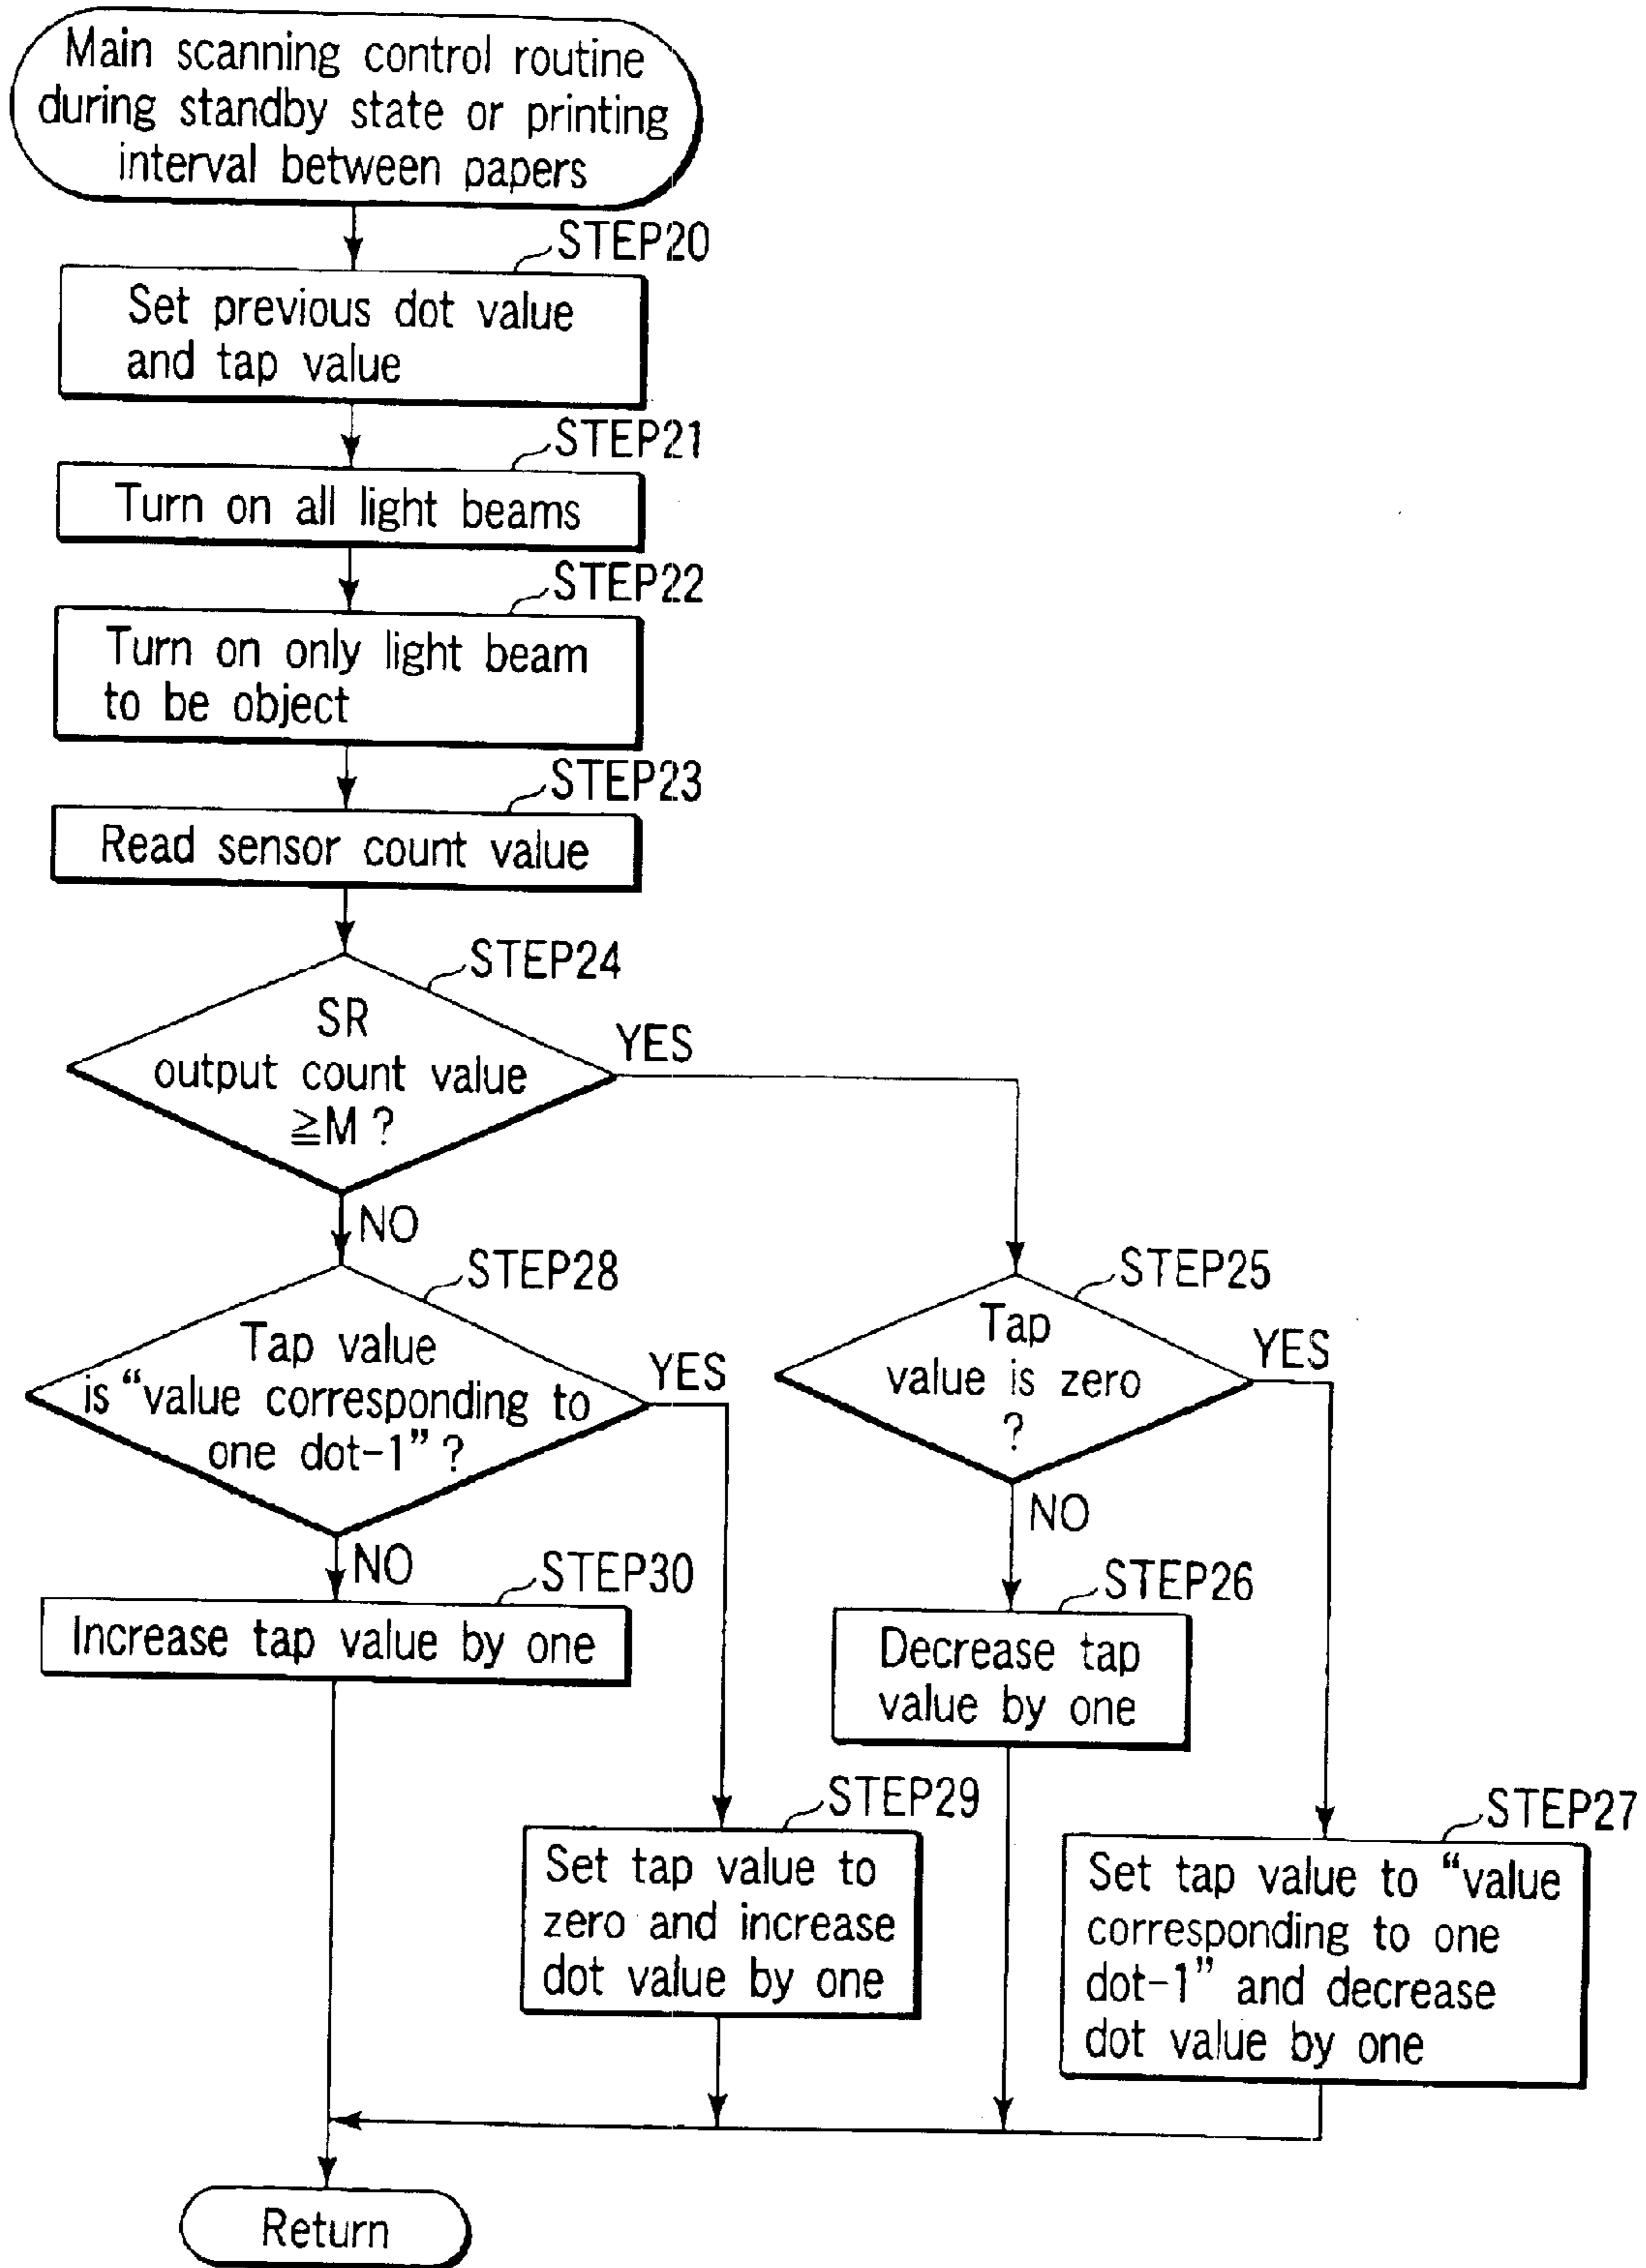 Main scanning control routine
during standby state or printing
interval between papers
STEP20
Set previous dot value
and tap value
STEP21
Turn on all light beams
STEP22
Turn on only light beam
to be object
STEP23
Read sensor count value
STEP24
SR
output count value
≧M ?
YES
NO
STEP28
Tap value
is “value corresponding to
one dot-1” ?
YES
NO
STEP25
Tap
value is zero
?
YES
NO
STEP30
Increase tap value by one
STEP26
Decrease tap
value by one
STEP29
Set tap value to
zero and increase
dot value by one
STEP27
Set tap value to “value
corresponding to one
dot-1” and decrease
dot value by one
Return